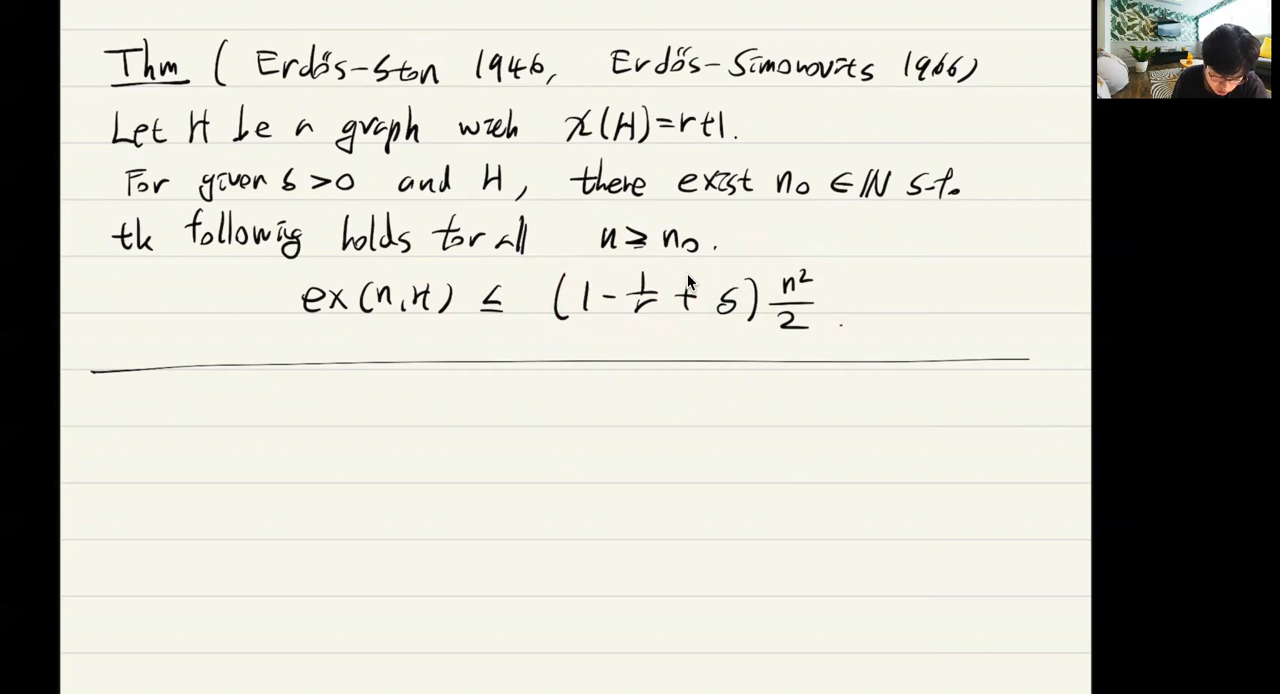 Thm ( Erdős-Ston 1946, Erdős-Simonovits 1966)
Let H be a graph with χ(H)=r+1.
For given δ>0 and H, there exist n₀ ∈ ℕ s.t.
the following holds for all n ≥ n₀.
ex(n,H) ≤ (1 - 1/r + δ) n²/2.